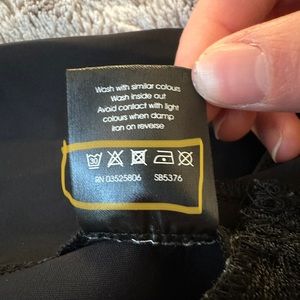 Wash with similar colours
Wash inside out
Avoid contact with light
colours when damp
Iron on reverse
30
RN 03525806 SB5376